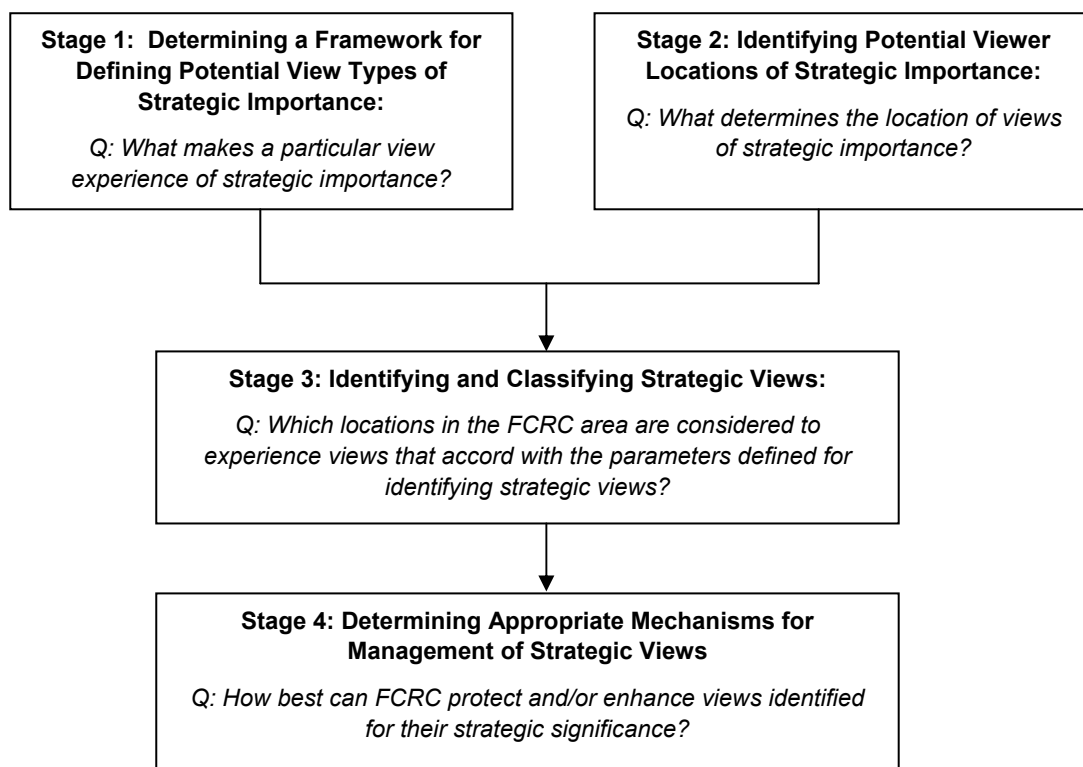 Stage 1:  Determining a Framework for
Defining Potential View Types of
Strategic Importance:
Q: What makes a particular view
experience of strategic importance?
Stage 2: Identifying Potential Viewer
Locations of Strategic Importance:
Q: What determines the location of views
of strategic importance?
Stage 3: Identifying and Classifying Strategic Views:
Q: Which locations in the FCRC area are considered to
experience views that accord with the parameters defined for
identifying strategic views?
Stage 4: Determining Appropriate Mechanisms for
Management of Strategic Views
Q: How best can FCRC protect and/or enhance views identified
for their strategic significance?